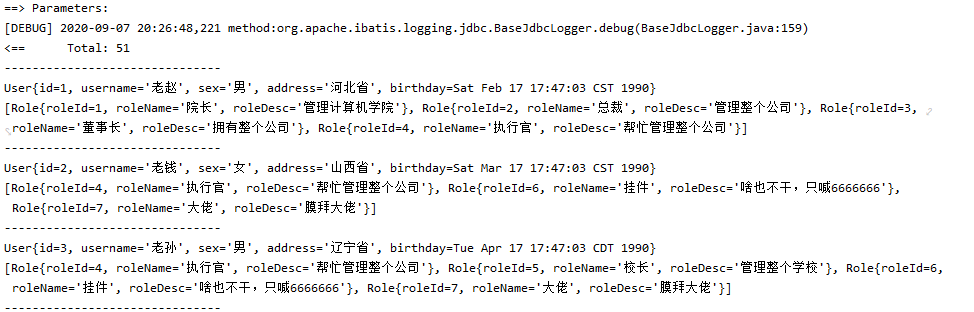 ==> Parameters:
[DEBUG] 2020-09-07 20:26:48,221 method:org.apache.ibatis.logging.jdbc.BaseJdbcLogger.debug(BaseJdbcLogger.java:159)
<==      Total: 51
-------------------------------
User{id=1, username='老赵', sex='男', address='河北省', birthday=Sat Feb 17 17:47:03 CST 1990}
[Role{roleId=1, roleName='院长', roleDesc='管理计算机学院'}, Role{roleId=2, roleName='总裁', roleDesc='管理整个公司'}, Role{roleId=3,
roleName='董事长', roleDesc='拥有整个公司'}, Role{roleId=4, roleName='执行官', roleDesc='帮忙管理整个公司'}]
-------------------------------
User{id=2, username='老钱', sex='女', address='山西省', birthday=Sat Mar 17 17:47:03 CST 1990}
[Role{roleId=4, roleName='执行官', roleDesc='帮忙管理整个公司'}, Role{roleId=6, roleName='挂件', roleDesc='啥也不干，只喊6666666'},
Role{roleId=7, roleName='大佬', roleDesc='膜拜大佬'}]
-------------------------------
User{id=3, username='老孙', sex='男', address='辽宁省', birthday=Tue Apr 17 17:47:03 CDT 1990}
[Role{roleId=4, roleName='执行官', roleDesc='帮忙管理整个公司'}, Role{roleId=5, roleName='校长', roleDesc='管理整个学校'}, Role{roleId=6,
roleName='挂件', roleDesc='啥也不干，只喊6666666'}, Role{roleId=7, roleName='大佬', roleDesc='膜拜大佬'}]
-------------------------------